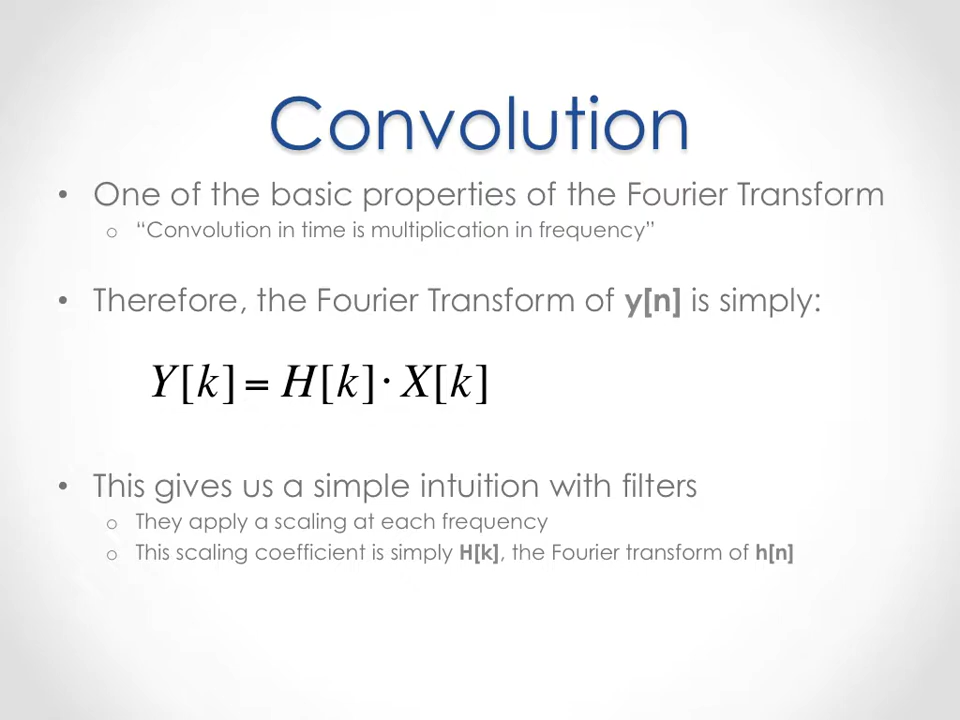 Convolution
• One of the basic properties of the Fourier Transform
o “Convolution in time is multiplication in frequency”
• Therefore, the Fourier Transform of y[n] is simply:
Y[k] = H[k] · X[k]
• This gives us a simple intuition with filters
o They apply a scaling at each frequency
o This scaling coefficient is simply H[k], the Fourier transform of h[n]